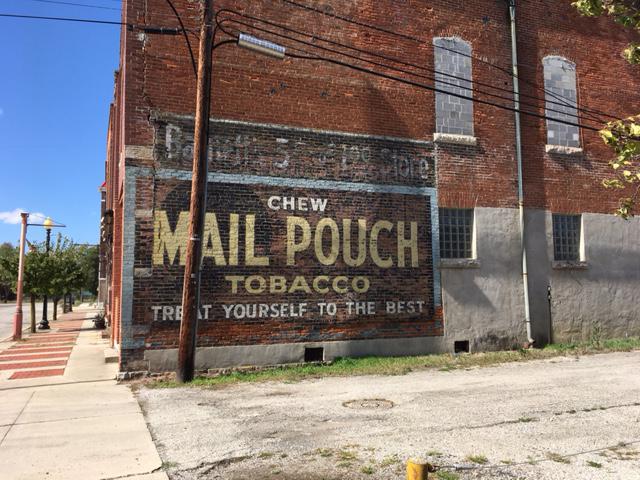 CHEW
MAIL POUCH
TOBACCO
TREAT YOURSELF TO THE BEST